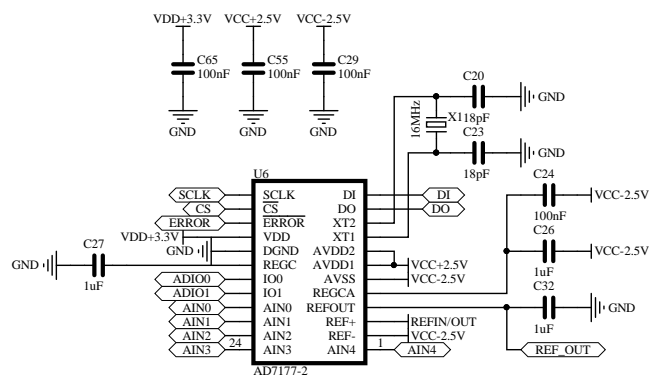 VDD+3.3V VCC+2.5V VCC-2.5V
C65 100nF
C55 100nF
C29 100nF
GND GND GND
C20
18pF
GND
16MHz
X1
C23
18pF
GND
C24
100nF
VCC-2.5V
C26
1uF
VCC-2.5V
C32
1uF
GND
U6
SCLK SCLK DI DI
CS CS DO DO
ERROR ERROR XT2
VDD+3.3V VDD XT1
GND DGND AVDD2
REGC AVDD1 VCC+2.5V
GND C27 1uF
ADIO0 IO0 AVSS VCC-2.5V
ADIO1 IO1 REGCA
AIN0 AIN0 REFOUT
AIN1 AIN1 REF+ REFIN/OUT
AIN2 AIN2 REF- VCC-2.5V
AIN3 24 AIN3 AIN4 1 AIN4
REF_OUT
AD7177-2